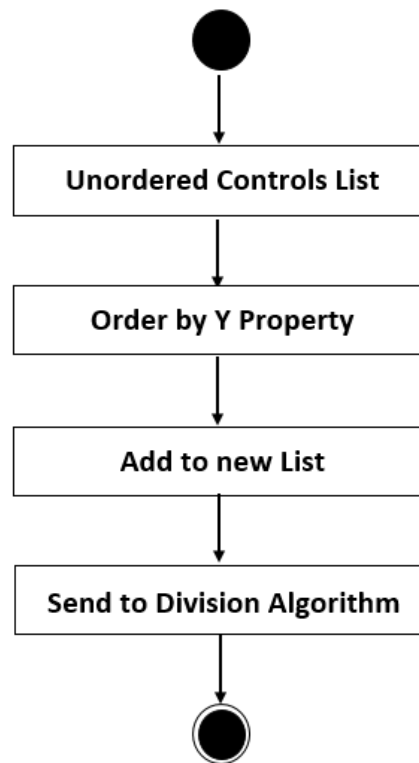 Unordered Controls List
Order by Y Property
Add to new List
Send to Division Algorithm